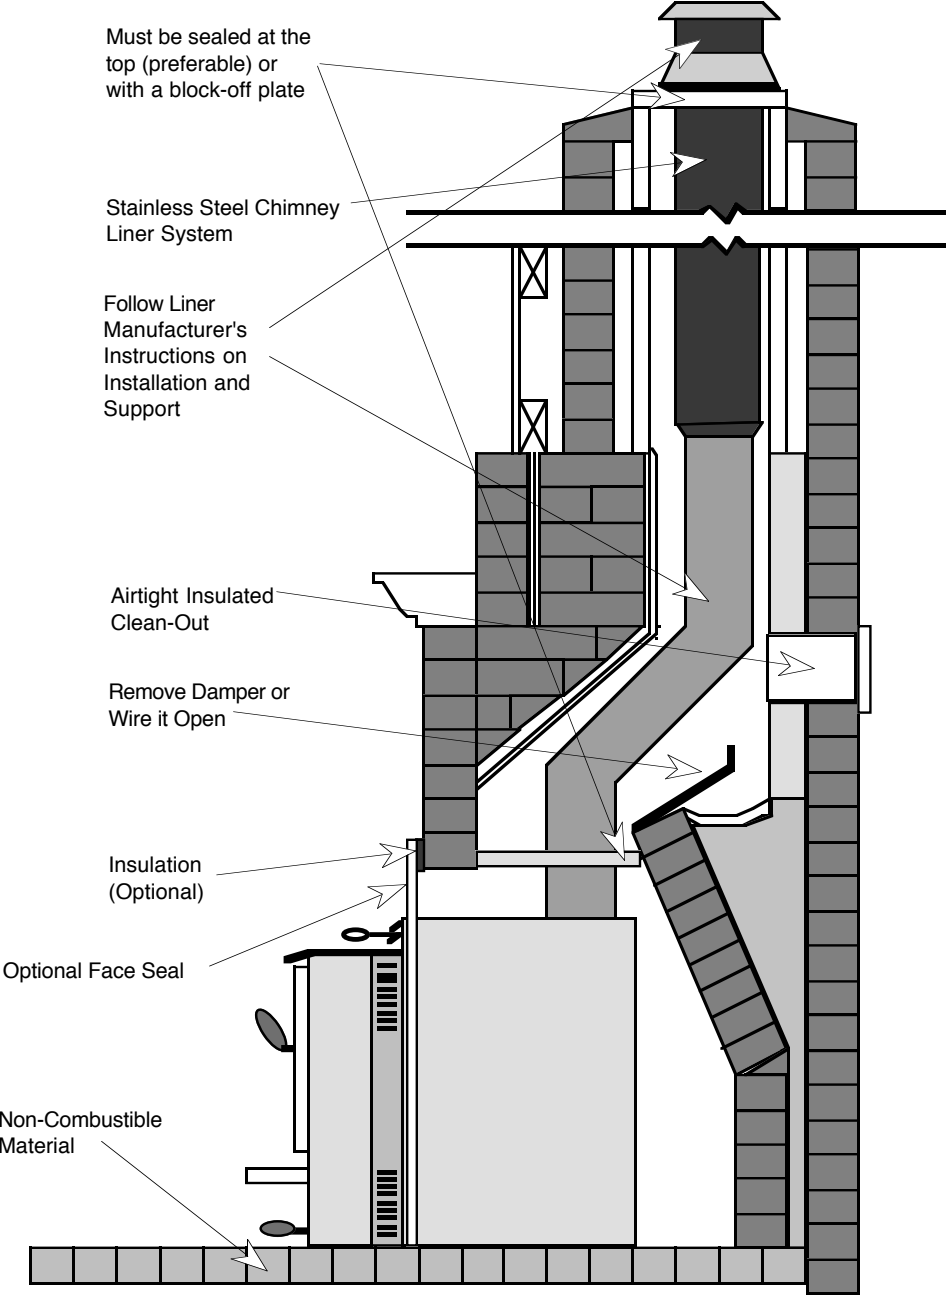 Must be sealed at the
top (preferable) or
with a block-off plate
Stainless Steel Chimney
Liner System
Follow Liner
Manufacturer's
Instructions on
Installation and
Support
Airtight Insulated
Clean-Out
Remove Damper or
Wire it Open
Insulation
(Optional)
Optional Face Seal
Non-Combustible
Material